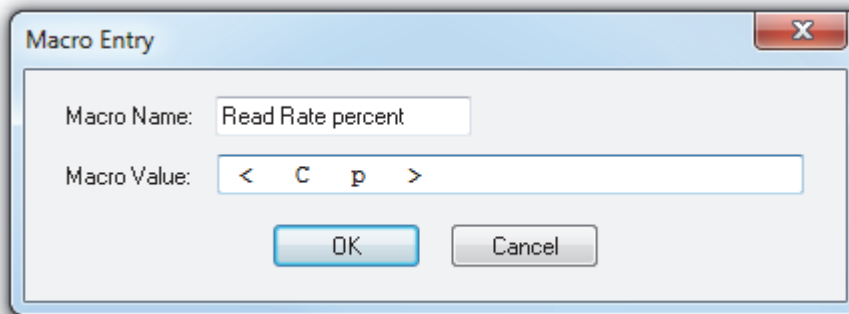 Macro Entry
Macro Name: Read Rate percent
Macro Value: < C p >
OK Cancel